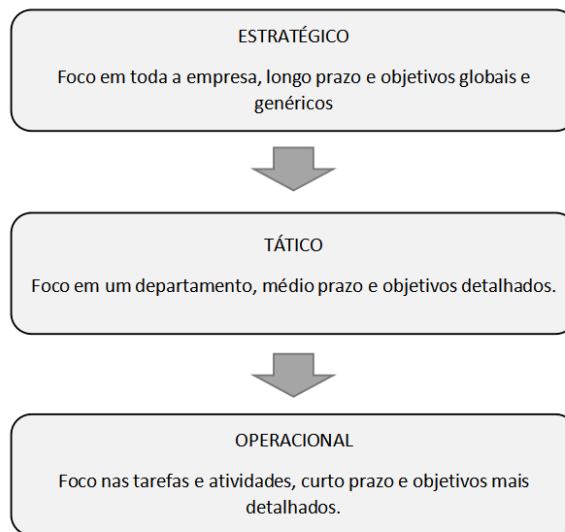 ESTRATÉGICO
Foco em toda a empresa, longo prazo e objetivos globais e
genéricos
TÁTICO
Foco em um departamento, médio prazo e objetivos detalhados.
OPERACIONAL
Foco nas tarefas e atividades, curto prazo e objetivos mais
detalhados.